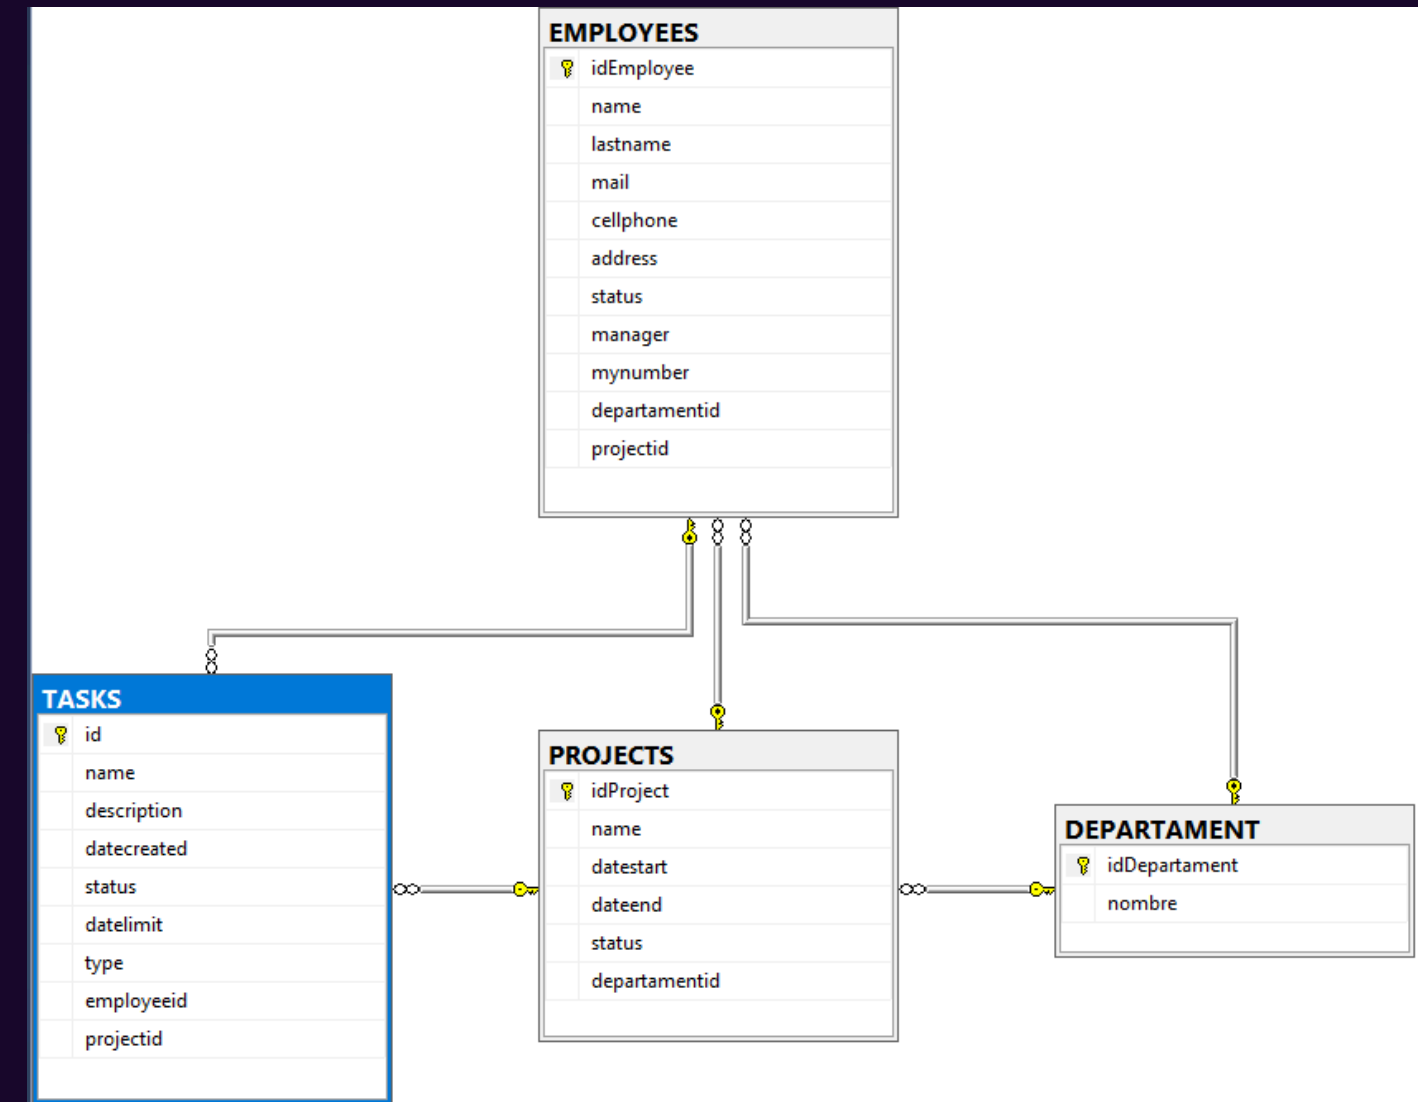 EMPLOYEES
idEmployee
name
lastname
mail
cellphone
address
status
manager
mynumber
departamentid
projectid
TASKS
id
name
description
datecreated
status
datelimit
type
employeeid
projectid
PROJECTS
idProject
name
datestart
dateend
status
departamentid
DEPARTAMENT
idDepartament
nombre